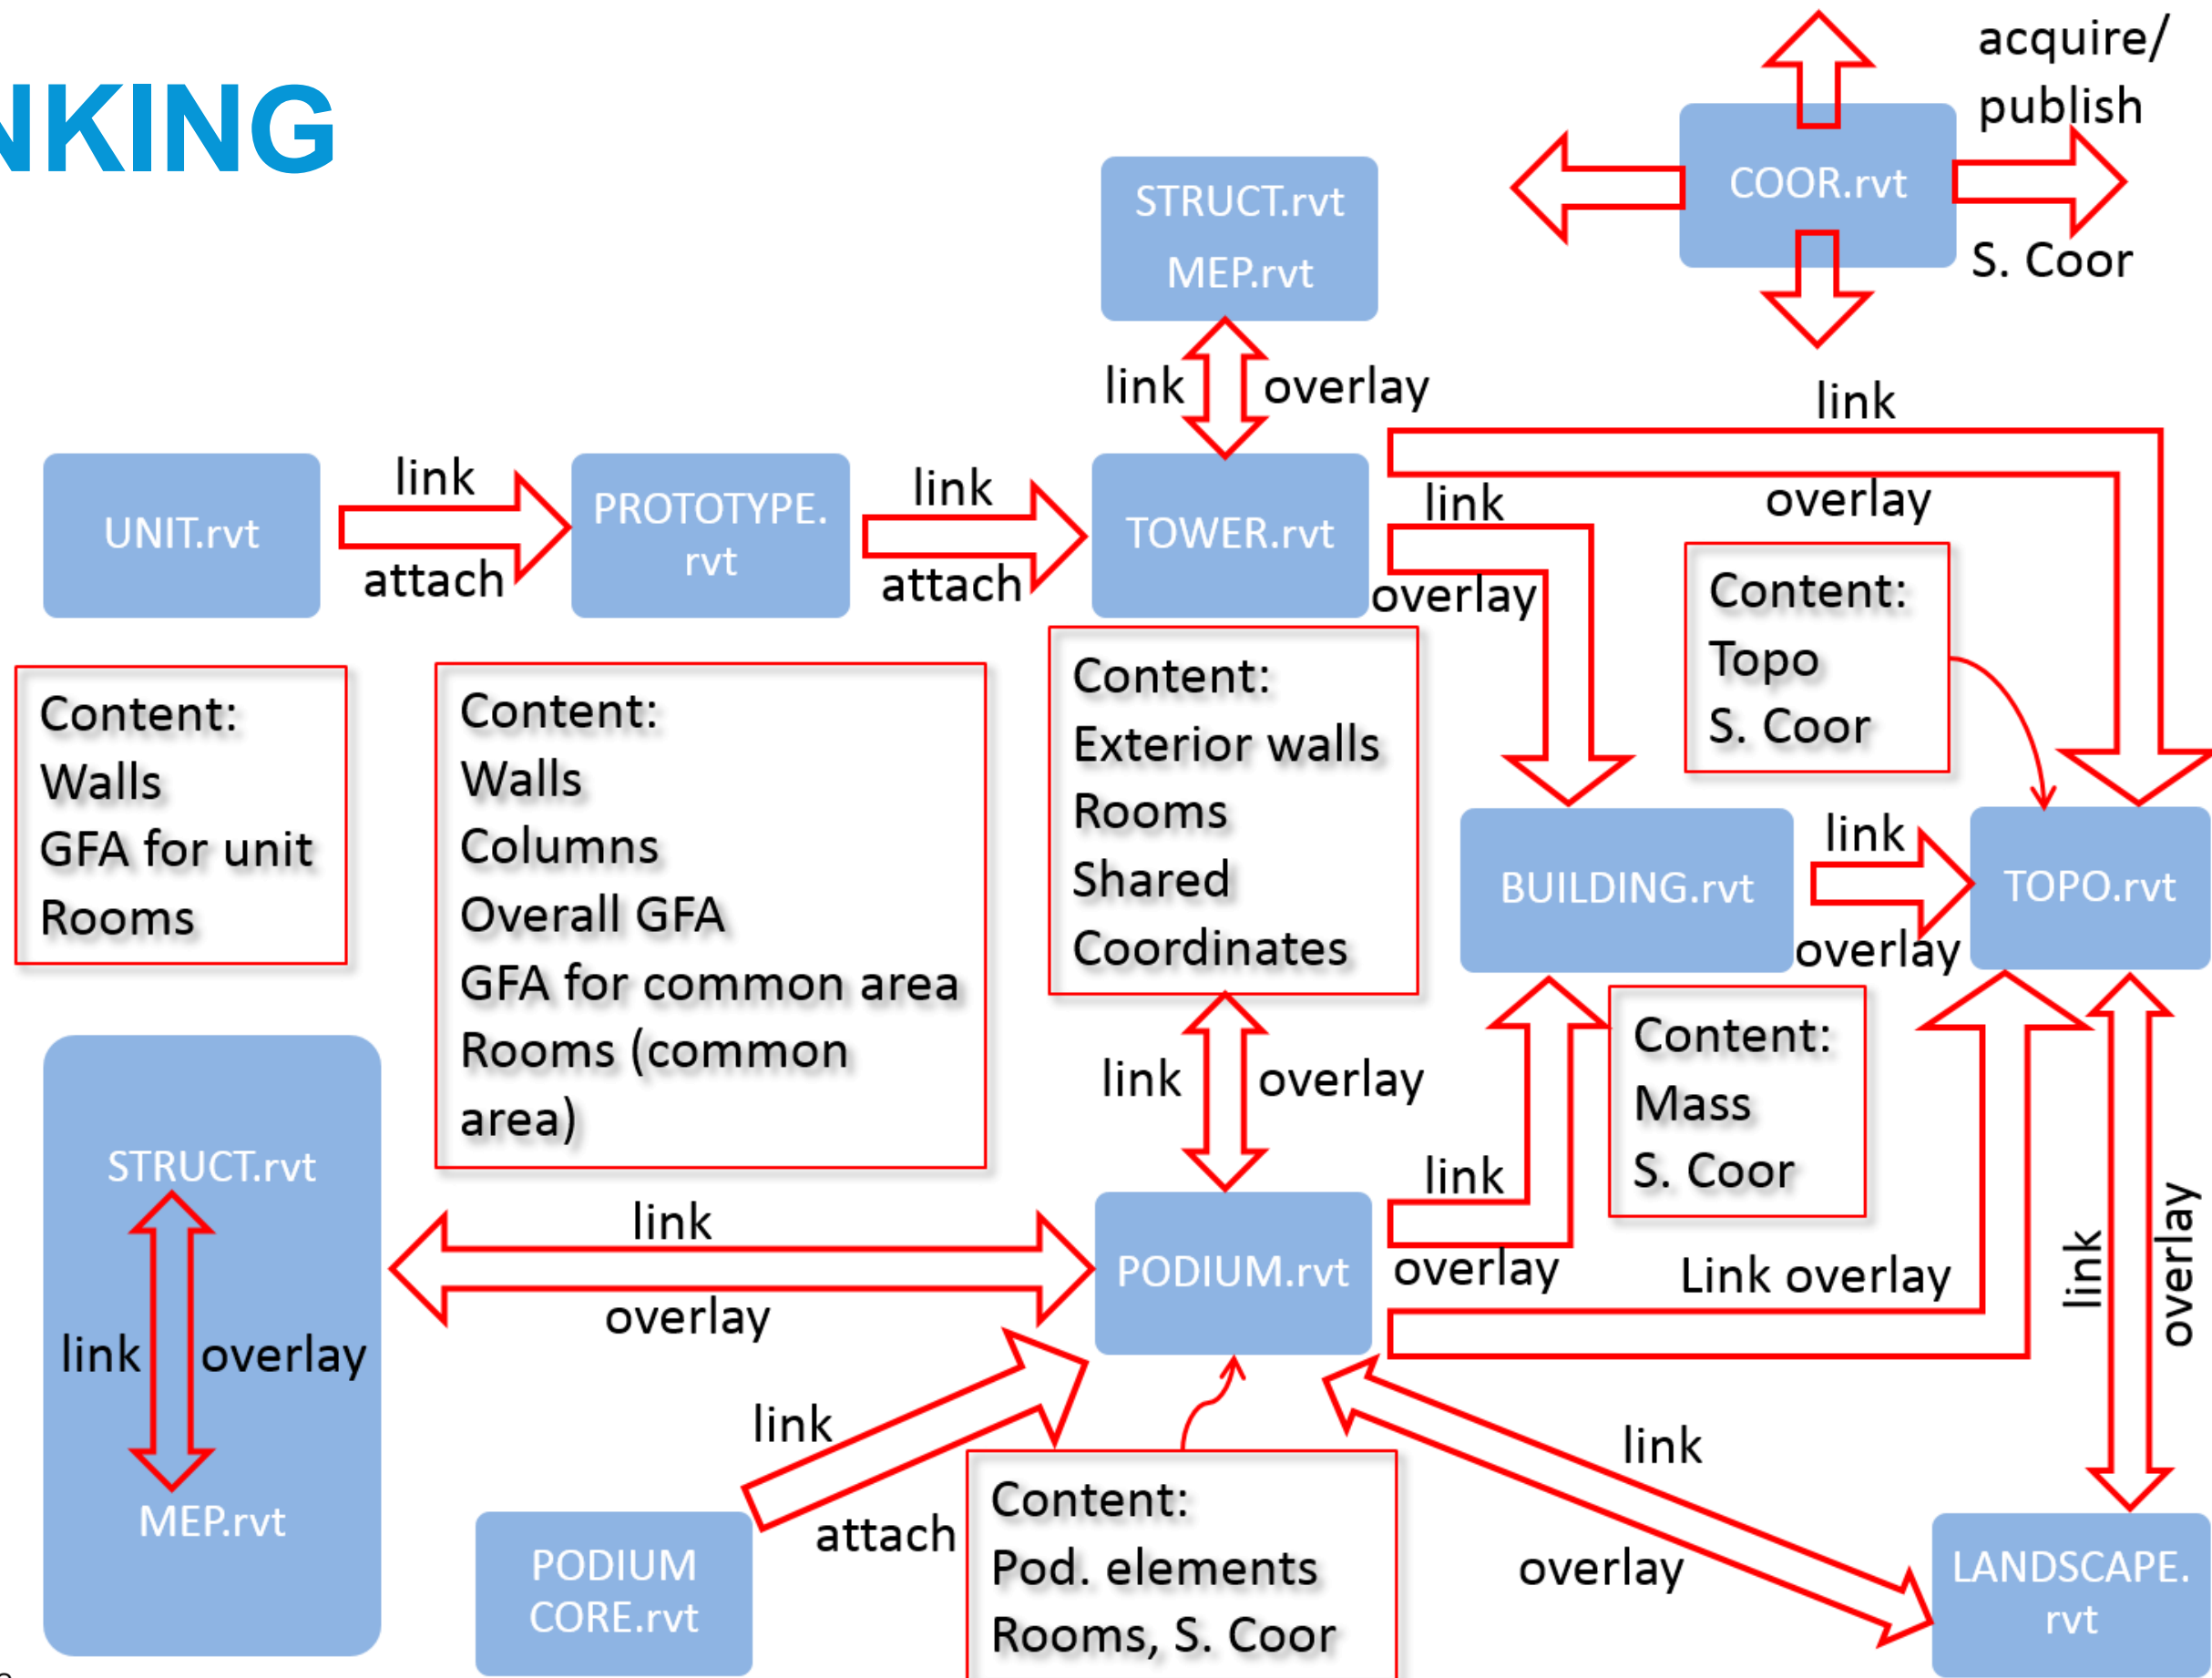 NKING
acquire/
publish
COOR.rvt
S. Coor
STRUCT.rvt
MEP.rvt
link
overlay
link
overlay
UNIT.rvt
link
attach
PROTOTYPE.
rvt
link
attach
TOWER.rvt
link
overlay
Content:
Walls
GFA for unit
Rooms
Content:
Walls
Columns
Overall GFA
GFA for common area
Rooms (common
area)
Content:
Exterior walls
Rooms
Shared
Coordinates
Content:
Topo
S. Coor
BUILDING.rvt
link
overlay
TOPO.rvt
Content:
Mass
S. Coor
link
overlay
STRUCT.rvt
link
overlay
MEP.rvt
link
overlay
PODIUM.rvt
link
overlay
Link overlay
link
overlay
link
attach
PODIUM
CORE.rvt
Content:
Pod. elements
Rooms, S. Coor
link
overlay
LANDSCAPE.
rvt